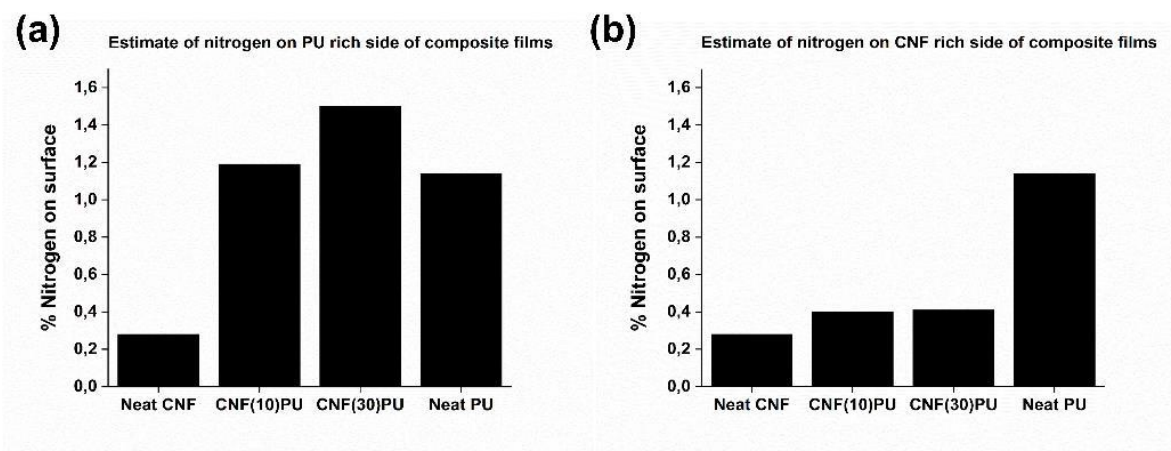 (a)
Estimate of nitrogen on PU rich side of composite films
% Nitrogen on surface
1,6
1,4
1,2
1,0
0,8
0,6
0,4
0,2
0,0
Neat CNF CNF(10)PU CNF(30)PU Neat PU
(b)
Estimate of nitrogen on CNF rich side of composite films
% Nitrogen on surface
1,6
1,4
1,2
1,0
0,8
0,6
0,4
0,2
0,0
Neat CNF CNF(10)PU CNF(30)PU Neat PU